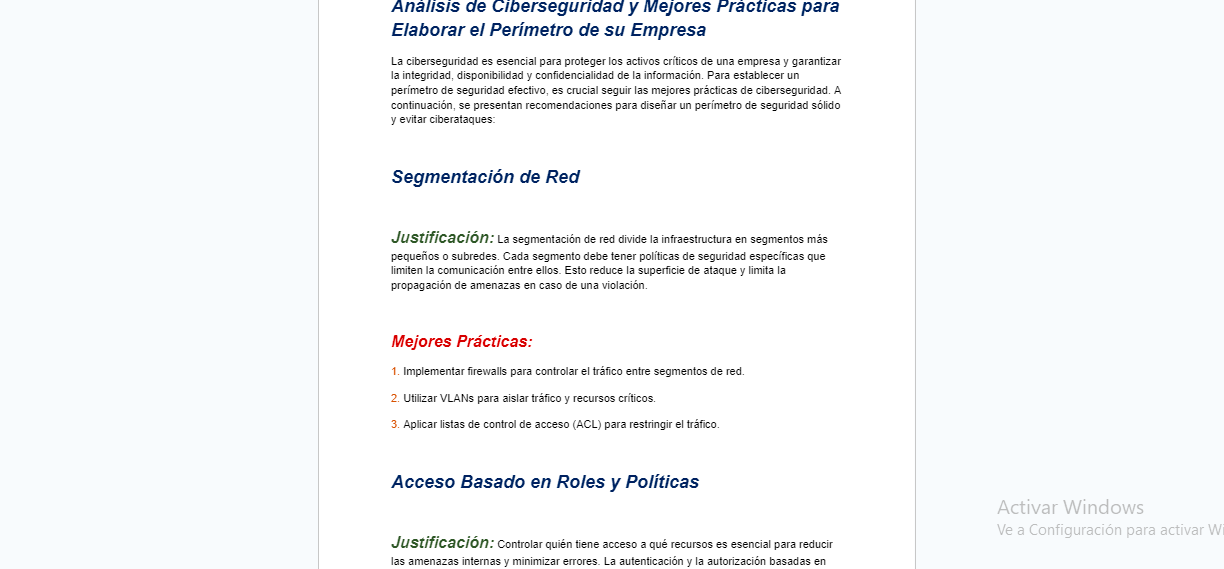 Análisis de Ciberseguridad y Mejores Prácticas para
Elaborar el Perímetro de su Empresa
La ciberseguridad es esencial para proteger los activos críticos de una empresa y garantizar
la integridad, disponibilidad y confidencialidad de la información. Para establecer un
perímetro de seguridad efectivo, es crucial seguir las mejores prácticas de ciberseguridad. A
continuación, se presentan recomendaciones para diseñar un perímetro de seguridad sólido
y evitar ciberataques:
Segmentación de Red
Justificación: La segmentación de red divide la infraestructura en segmentos más
pequeños o subredes. Cada segmento debe tener políticas de seguridad específicas que
limiten la comunicación entre ellos. Esto reduce la superficie de ataque y limita la
propagación de amenazas en caso de una violación.
Mejores Prácticas:
1. Implementar firewalls para controlar el tráfico entre segmentos de red.
2. Utilizar VLANs para aislar tráfico y recursos críticos.
3. Aplicar listas de control de acceso (ACL) para restringir el tráfico.
Acceso Basado en Roles y Políticas
Justificación: Controlar quién tiene acceso a qué recursos es esencial para reducir
las amenazas internas y minimizar errores. La autenticación y la autorización basadas en
Activar Windows
Ve a Configuración para activar Wi